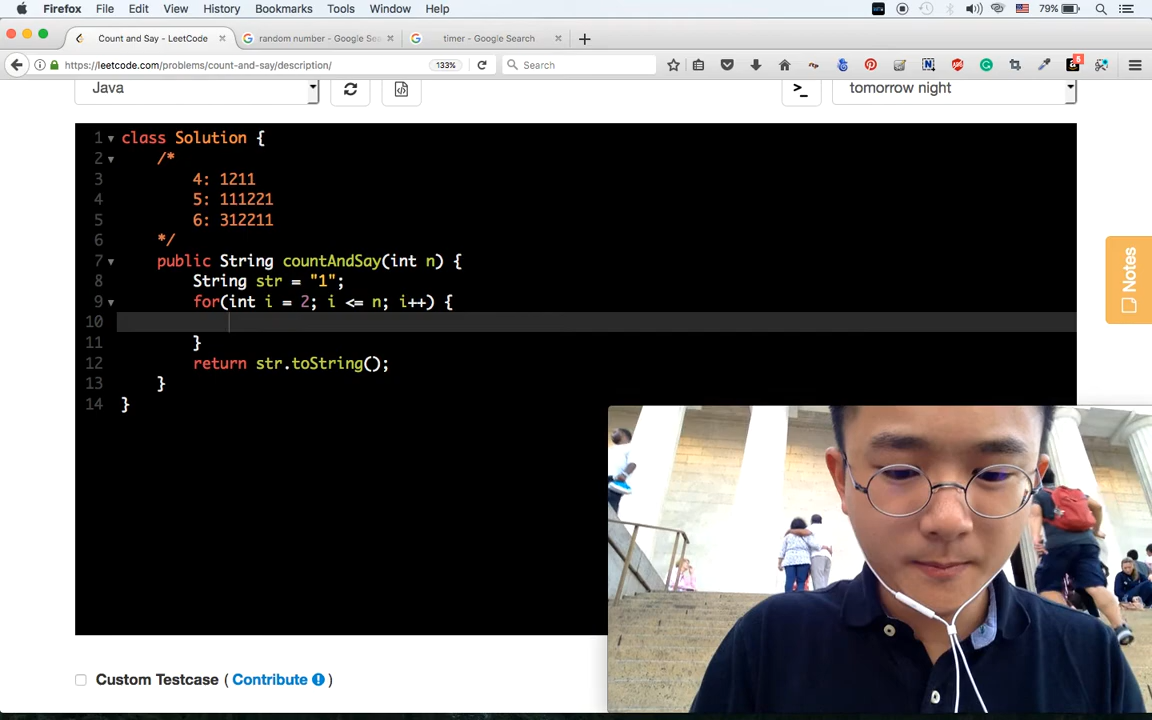 Firefox File Edit View History Bookmarks Tools Window Help 79%
Count and Say - LeetCode random number - Google Sea timer - Google Search
https://leetcode.com/problems/count-and-say/description/ 133% Search 6
Java tomorrow night
1 class Solution {
2 /*
3 4: 1211
4 5: 111221
5 6: 312211
6 */
7 public String countAndSay(int n) {
8 String str = "1";
9 for(int i = 2; i <= n; i++) {
10
11 }
12 return str.toString();
13 }
14 }
Notes
Custom Testcase ( Contribute )